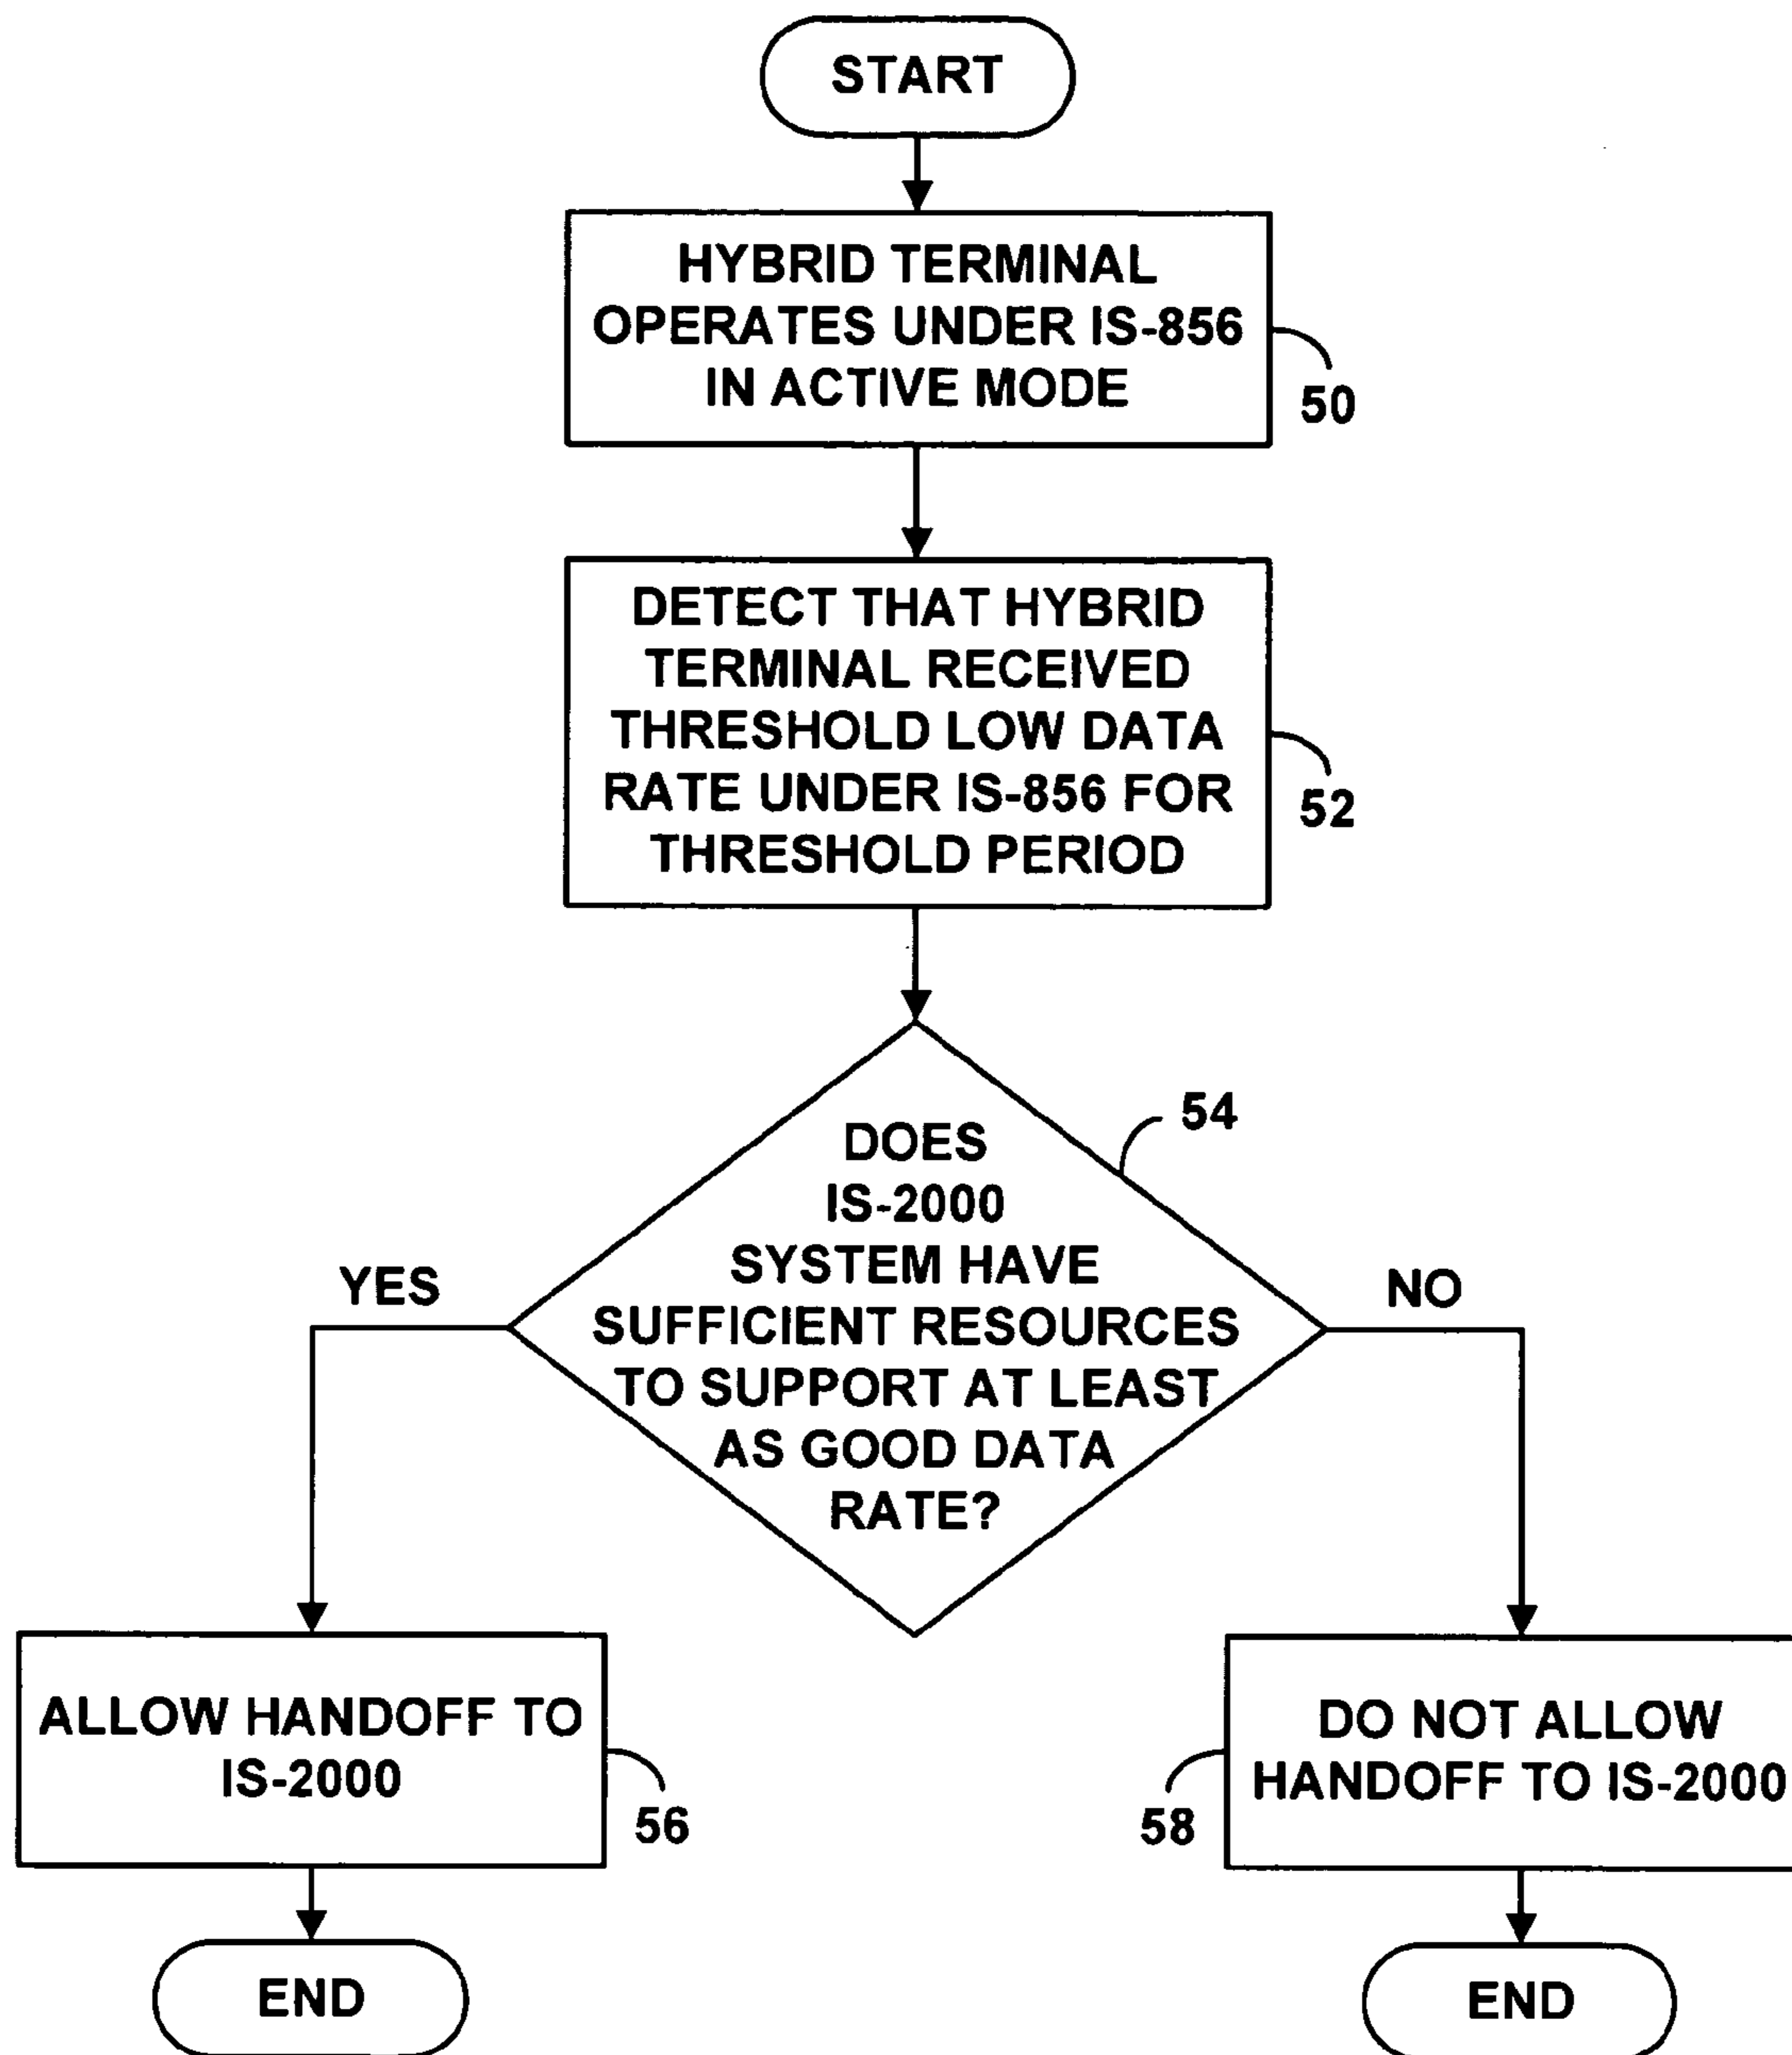 START
HYBRID TERMINAL
OPERATES UNDER IS-856
IN ACTIVE MODE
50
DETECT THAT HYBRID
TERMINAL RECEIVED
THRESHOLD LOW DATA
RATE UNDER IS-856 FOR
THRESHOLD PERIOD
52
54
DOES
IS-2000
SYSTEM HAVE
SUFFICIENT RESOURCES
TO SUPPORT AT LEAST
AS GOOD DATA
RATE?
YES
NO
ALLOW HANDOFF TO
IS-2000
56
DO NOT ALLOW
HANDOFF TO IS-2000
58
END
END